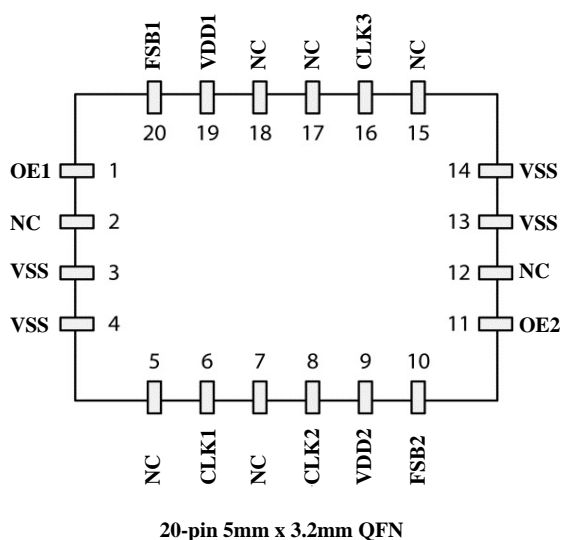 FSB1 VDD1 NC NC CLK3 NC
20 19 18 17 16 15
OE1 1 14 VSS
NC 2 13 VSS
VSS 3 12 NC
VSS 4 11 OE2
5 6 7 8 9 10
NC CLK1 NC CLK2 VDD2 FSB2
20-pin 5mm x 3.2mm QFN